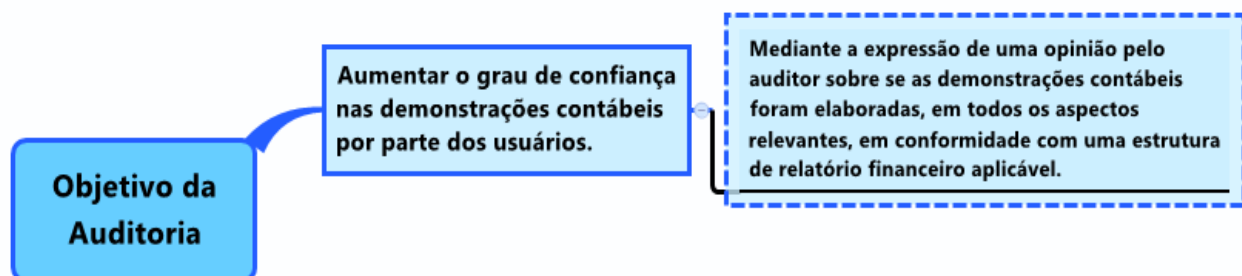 Objetivo da
Auditoria
Aumentar o grau de confiança
nas demonstrações contábeis
por parte dos usuários.
Mediante a expressão de uma opinião pelo
auditor sobre se as demonstrações contábeis
foram elaboradas, em todos os aspectos
relevantes, em conformidade com uma estrutura
de relatório financeiro aplicável.